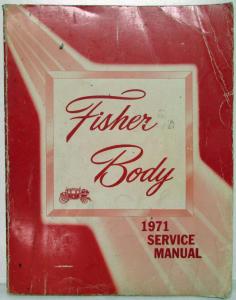 Fisher
Body
1971
SERVICE
MANUAL